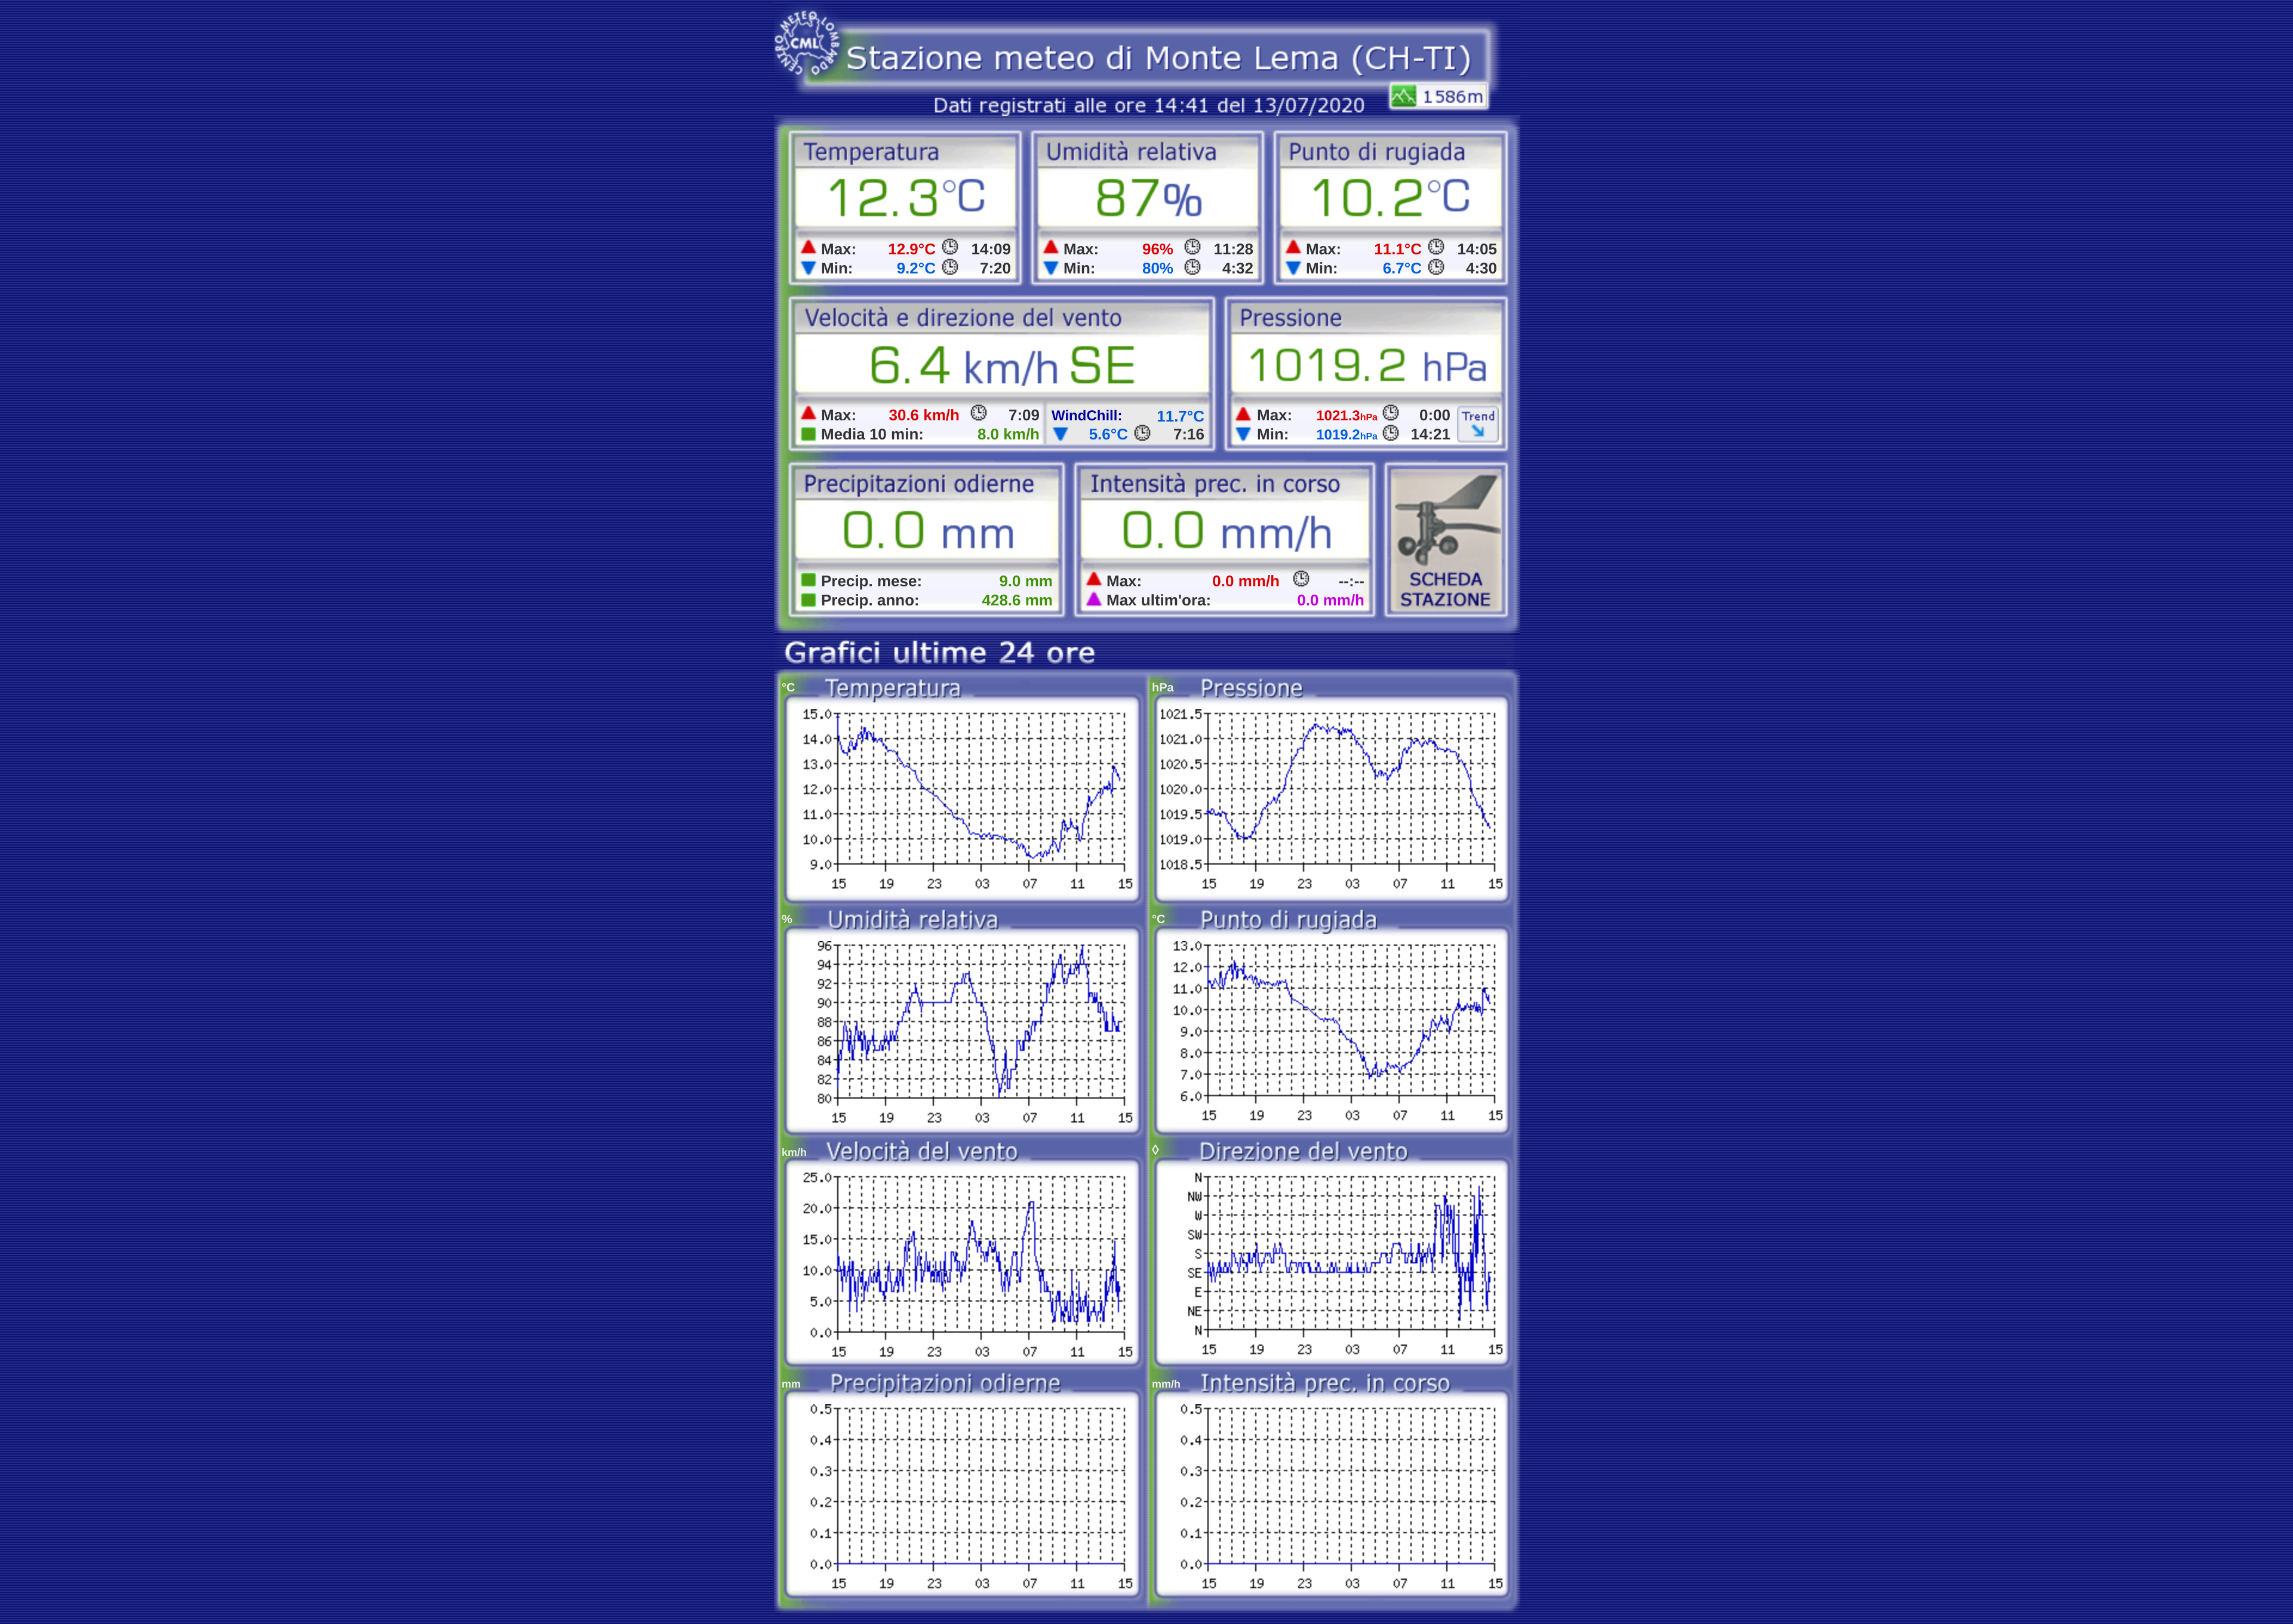 CENTRO METEO LOMBARDO
CML
Stazione meteo di Monte Lema (CH-TI)
Dati registrati alle ore 14:41 del 13/07/2020
1586m
Temperatura
12.3°C
Max: 12.9°C 14:09
Min: 9.2°C 7:20
Umidità relativa
87%
Max: 96% 11:28
Min: 80% 4:32
Punto di rugiada
10.2°C
Max: 11.1°C 14:05
Min: 6.7°C 4:30
Velocità e direzione del vento
6.4 km/h SE
Max: 30.6 km/h 7:09
Media 10 min: 8.0 km/h
WindChill: 11.7°C
5.6°C 7:16
Pressione
1019.2 hPa
Max: 1021.3hPa 0:00
Min: 1019.2hPa 14:21
Trend
Precipitazioni odierne
0.0 mm
Precip. mese: 9.0 mm
Precip. anno: 428.6 mm
Intensità prec. in corso
0.0 mm/h
Max: 0.0 mm/h --:--
Max ultim'ora: 0.0 mm/h
SCHEDA
STAZIONE
Grafici ultime 24 ore
°C Temperatura
15.0
14.0
13.0
12.0
11.0
10.0
9.0
15 19 23 03 07 11 15
hPa Pressione
1021.5
1021.0
1020.5
1020.0
1019.5
1019.0
1018.5
15 19 23 03 07 11 15
% Umidità relativa
96
94
92
90
88
86
84
82
80
15 19 23 03 07 11 15
°C Punto di rugiada
13.0
12.0
11.0
10.0
9.0
8.0
7.0
6.0
15 19 23 03 07 11 15
km/h Velocità del vento
25.0
20.0
15.0
10.0
5.0
0.0
15 19 23 03 07 11 15
◊ Direzione del vento
N
NW
W
SW
S
SE
E
NE
N
15 19 23 03 07 11 15
mm Precipitazioni odierne
0.5
0.4
0.3
0.2
0.1
0.0
15 19 23 03 07 11 15
mm/h Intensità prec. in corso
0.5
0.4
0.3
0.2
0.1
0.0
15 19 23 03 07 11 15